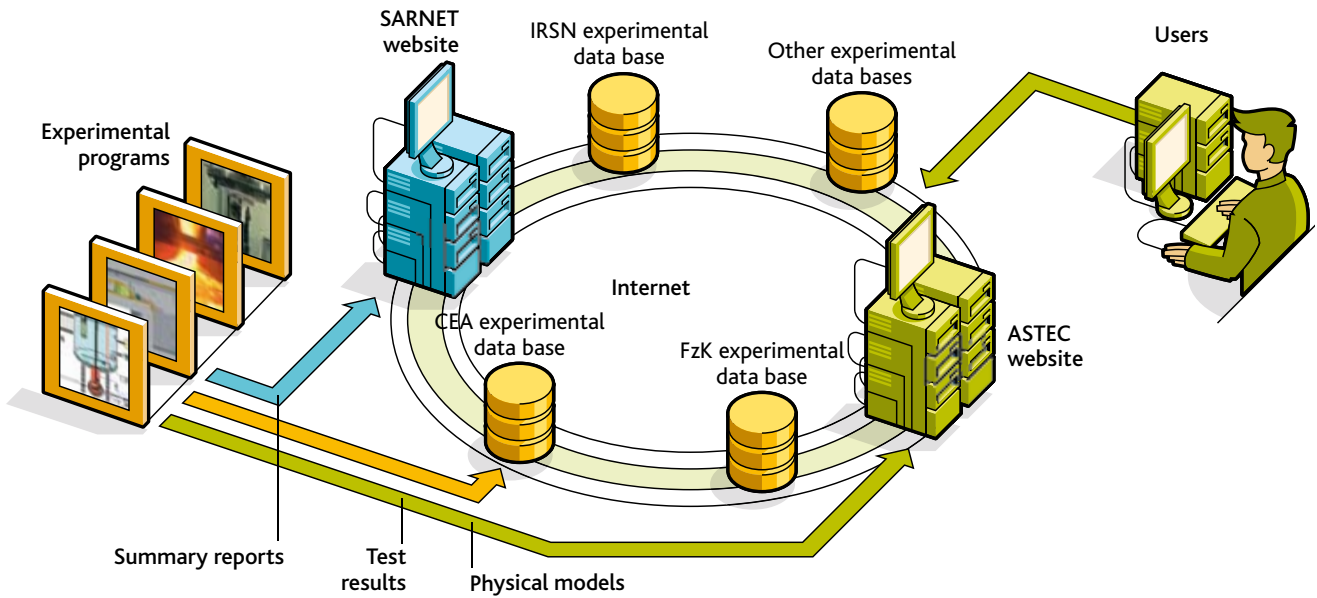 SARNET
website
IRSN experimental
data base
Other experimental
data bases
Users
Experimental
programs
Internet
CEA experimental
data base
FzK experimental
data base
ASTEC
website
Summary reports
Test
results
Physical models